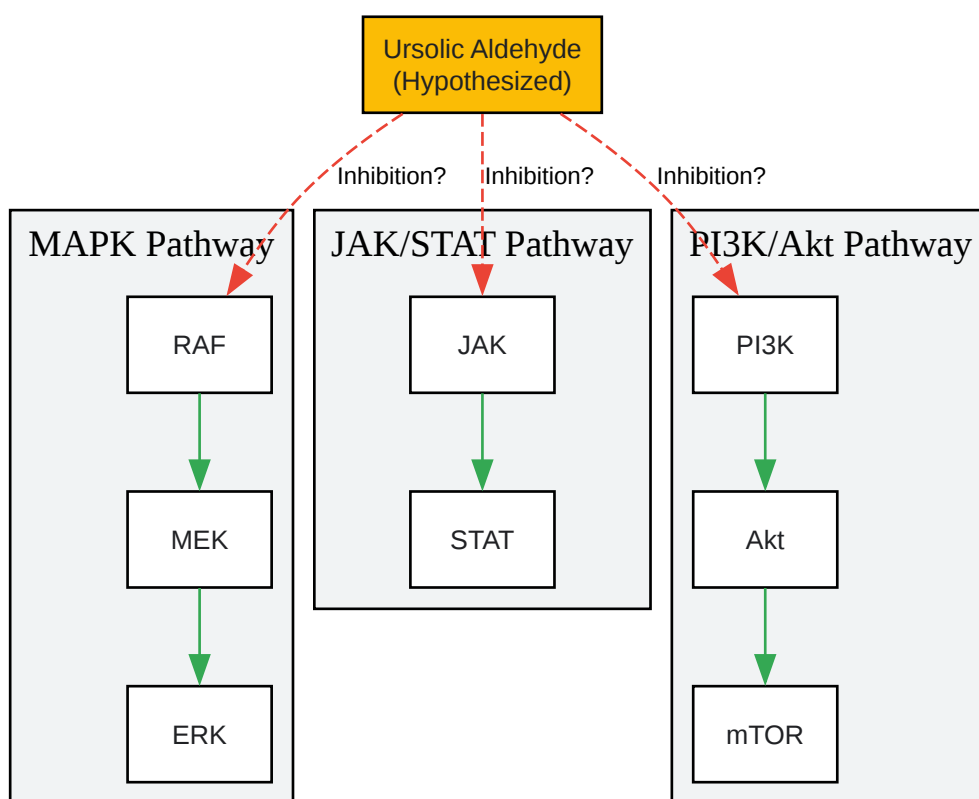 Ursolic Aldehyde
(Hypothesized)
Inhibition?
Inhibition?
Inhibition?
MAPK Pathway
JAK/STAT Pathway
PI3K/Akt Pathway
RAF
JAK
PI3K
MEK
STAT
Akt
ERK
mTOR